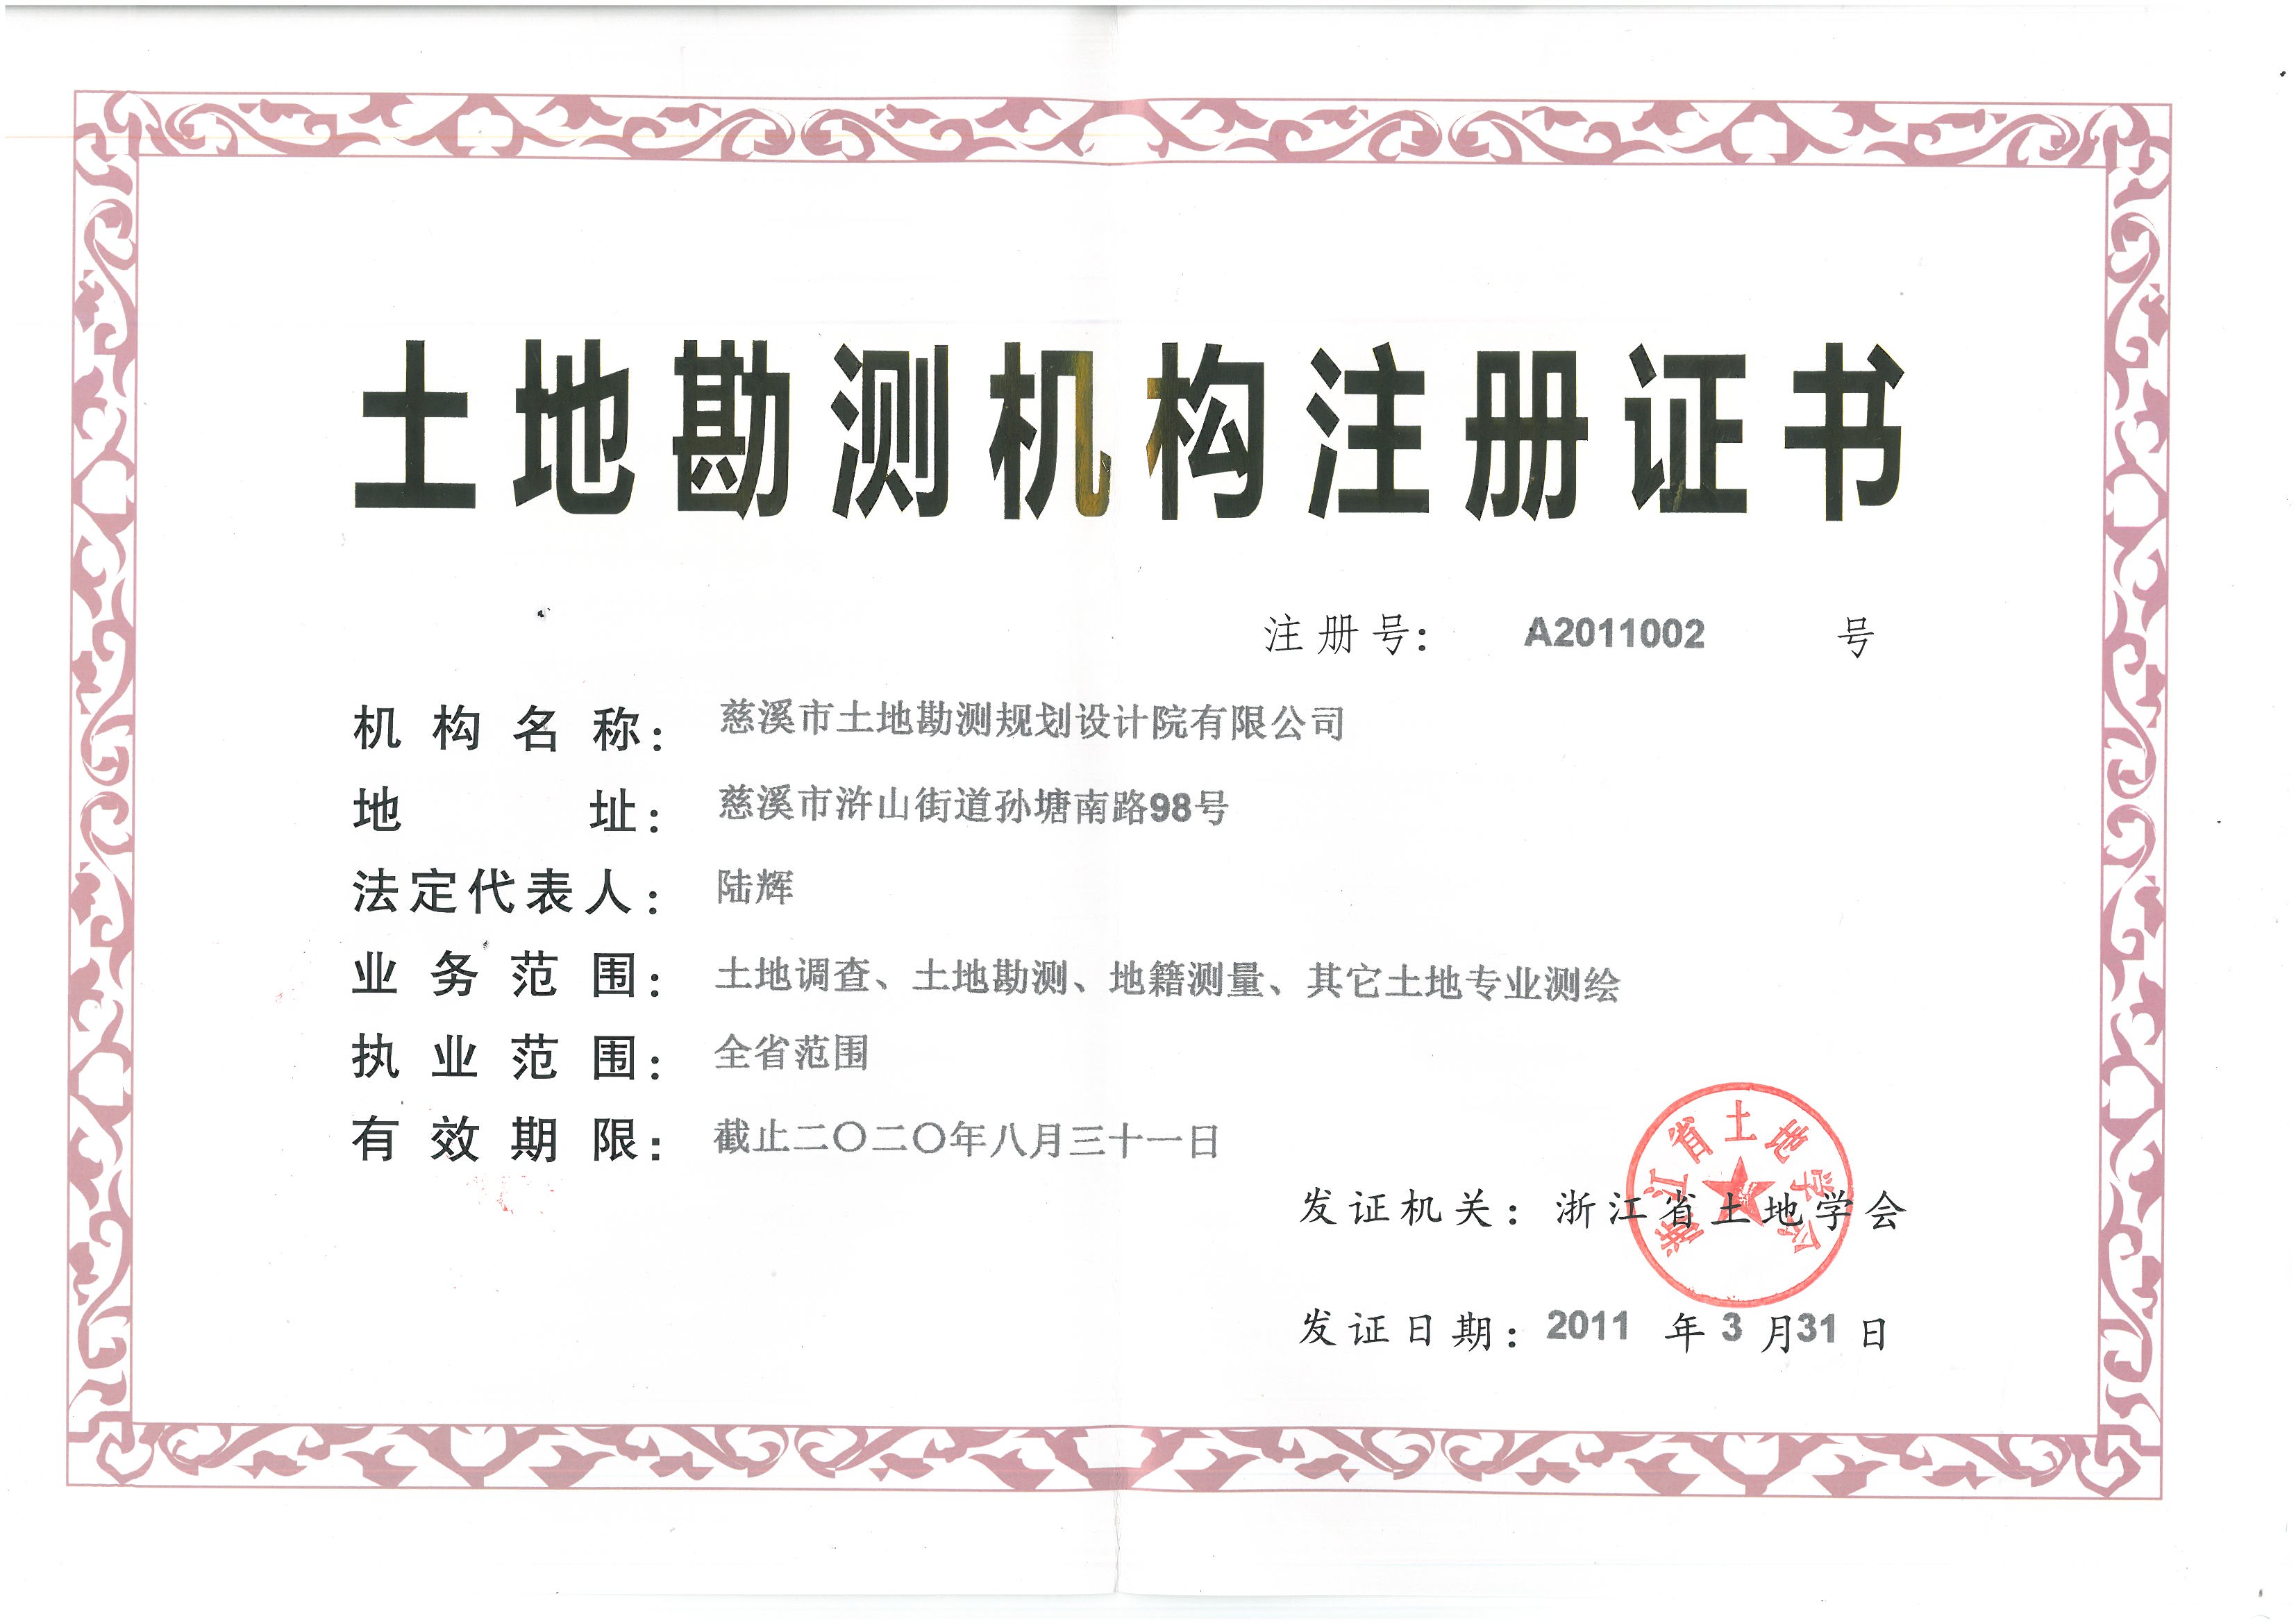 土地勘测机构注册证书
注册号： A2011002 号
机构名称： 慈溪市土地勘测规划设计院有限公司
地址： 慈溪市浒山街道孙塘南路98号
法定代表人： 陆辉
业务范围： 土地调查、土地勘测、地籍测量、其它土地专业测绘
执业范围： 全省范围
有效期限： 截止二〇二〇年八月三十一日
浙江省土地学会
发证机关：浙江省土地学会
发证日期：2011 年 3 月 31 日